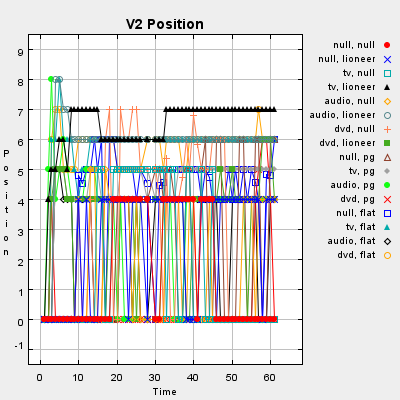 V2 Position
9
8
7
6
5
4
3
2
1
0
-1
Position
0 10 20 30 40 50 60
Time
null, null
null, lioneer
tv, null
tv, lioneer
audio, null
audio, lioneer
dvd, null
dvd, lioneer
null, pg
tv, pg
audio, pg
dvd, pg
null, flat
tv, flat
audio, flat
dvd, flat